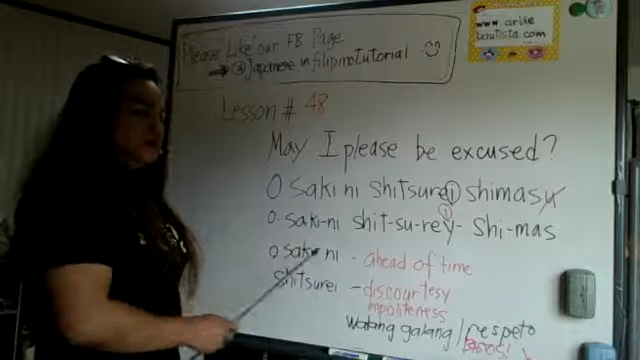 Please Like our FB Page
@Japanese in filipino tutorial
www arile
bautista.com
Lesson # 48
May I please be excused?
O saki ni shitsurei shimasu
O-saki-ni shit-su-rey-shi-mas
i
O saki ni - ahead of time
Shitsurei - discourtesy
impoliteness
walang galang/respeto